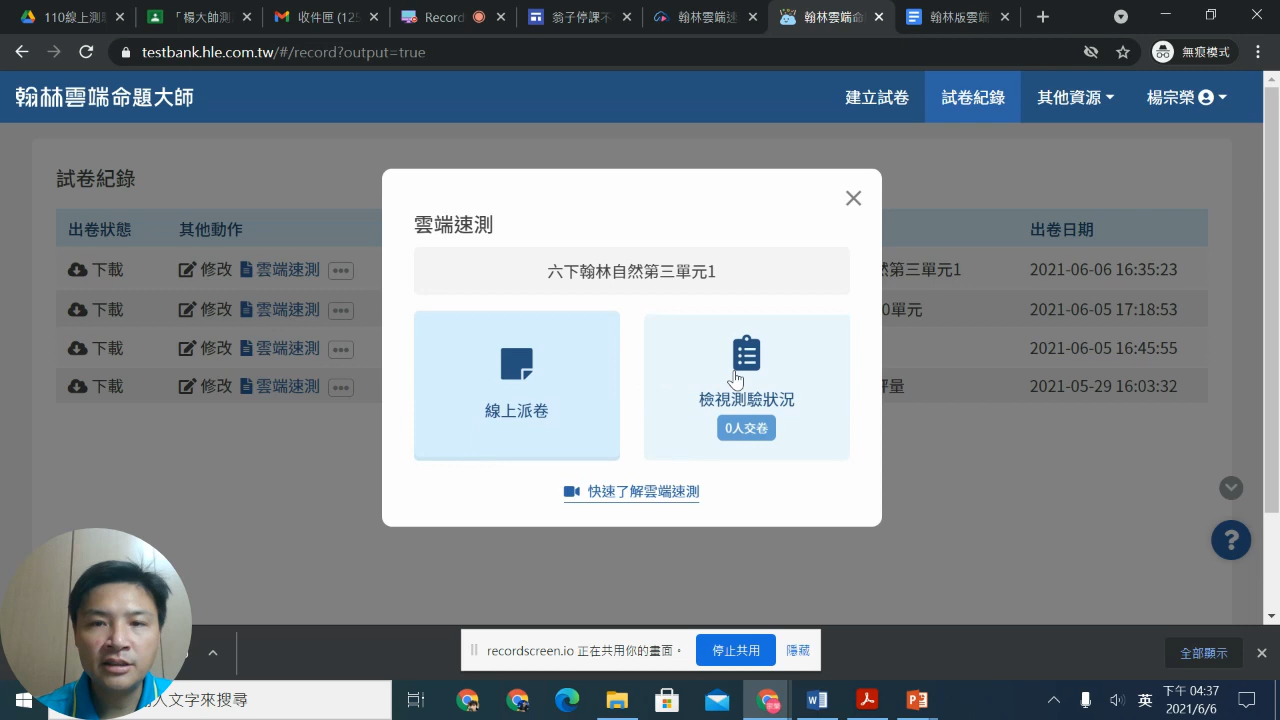 110線上測
「楊大師測
收件匣 (12
Record
翁子停課不
翰林雲端速
翰林雲端命
翰林版雲端
testbank.hle.com.tw/#/record?output=true
無痕模式
翰林雲端命題大師
建立試卷
試卷紀錄
其他資源
楊宗榮
試卷紀錄
出卷狀態 其他動作 出卷日期
下載 修改 雲端速測 然第三單元1 2021-06-06 16:35:23
下載 修改 雲端速測 0單元 2021-06-05 17:18:53
下載 修改 雲端速測 2021-06-05 16:45:55
下載 修改 雲端速測 評量 2021-05-29 16:03:32
雲端速測
六下翰林自然第三單元1
線上派卷
檢視測驗狀況
0人交卷
快速了解雲端速測
?
recordscreen.io 正在共用你的畫面。
停止共用
隱藏
全部顯示
入文字來搜尋
英
下午 04:37
2021/6/6